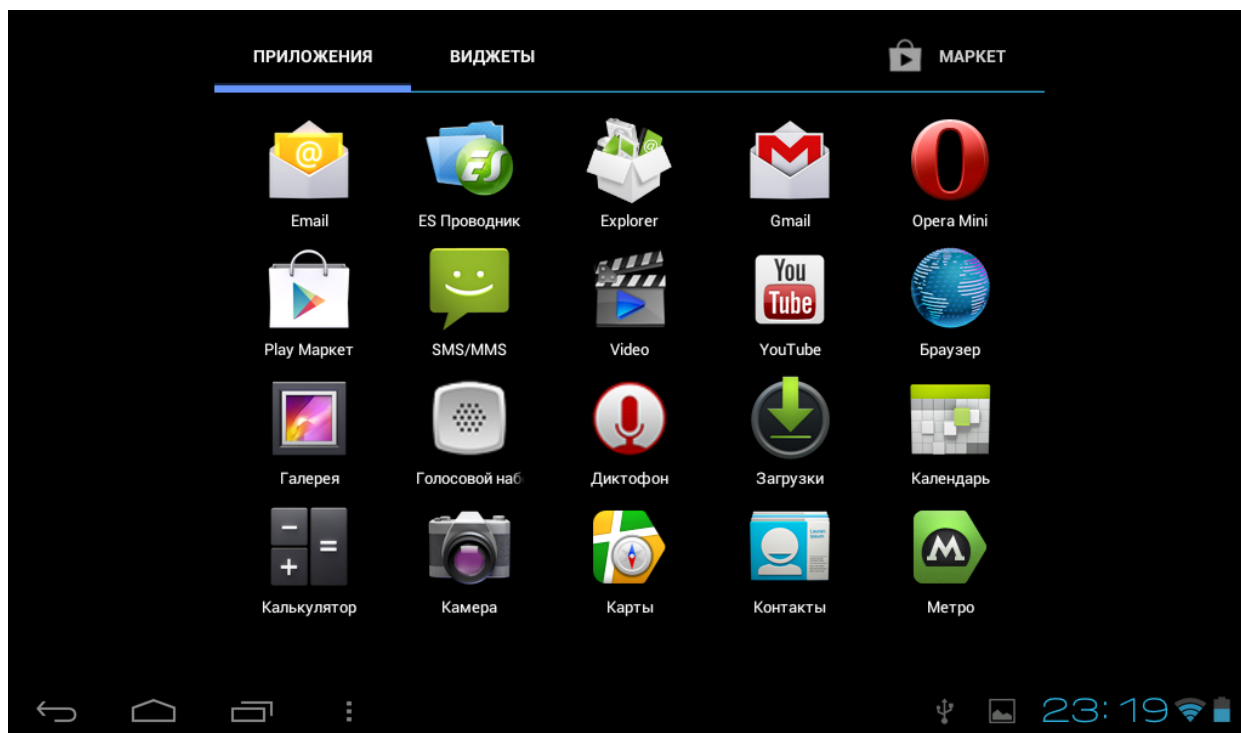 ПРИЛОЖЕНИЯ ВИДЖЕТЫ МАРКЕТ
Email ES Проводник Explorer Gmail Opera Mini
Play Маркет SMS/MMS Video YouTube Браузер
Галерея Голосовой наб Диктофон Загрузки Календарь
Калькулятор Камера Карты Контакты Метро
23:19